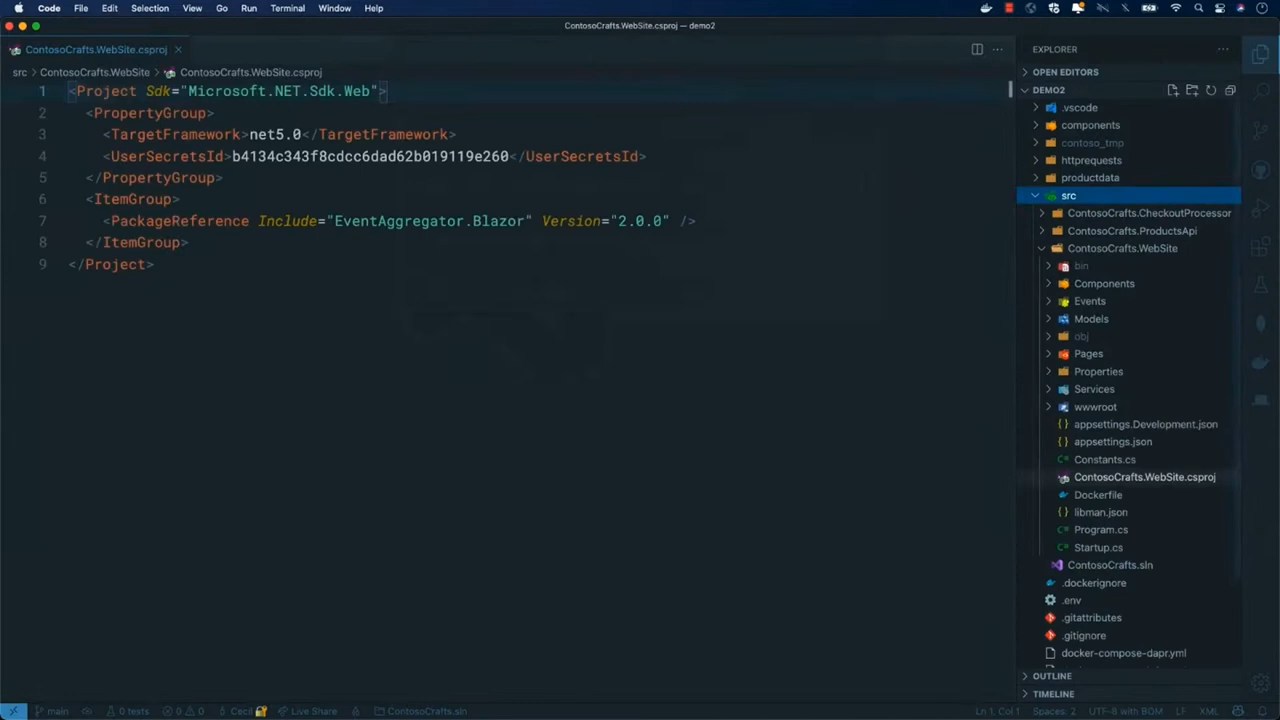 Code File Edit Selection View Go Run Terminal Window Help
ContosoCrafts.WebSite.csproj — demo2
ContosoCrafts.WebSite.csproj
src > ContosoCrafts.WebSite > ContosoCrafts.WebSite.csproj
1 <Project Sdk="Microsoft.NET.Sdk.Web">
2 <PropertyGroup>
3 <TargetFramework>net5.0</TargetFramework>
4 <UserSecretsId>b4134c343f8cdcc6dad62b019119e260</UserSecretsId>
5 </PropertyGroup>
6 <ItemGroup>
7 <PackageReference Include="EventAggregator.Blazor" Version="2.0.0" />
8 </ItemGroup>
9 </Project>
EXPLORER
OPEN EDITORS
DEMO2
.vscode
components
contoso_tmp
httprequests
productdata
src
ContosoCrafts.CheckoutProcessor
ContosoCrafts.ProductsApi
ContosoCrafts.WebSite
bin
Components
Events
Models
obj
Pages
Properties
Services
wwwroot
appsettings.Development.json
appsettings.json
Constants.cs
ContosoCrafts.WebSite.csproj
Dockerfile
libman.json
Program.cs
Startup.cs
ContosoCrafts.sln
.dockerignore
.env
.gitattributes
.gitignore
docker-compose-dapr.yml
OUTLINE
TIMELINE
main 0 tests 0 0 Cecil Live Share ContosoCrafts.sln Ln 1, Col 1 Spaces: 2 UTF-8 with BOM LF XML